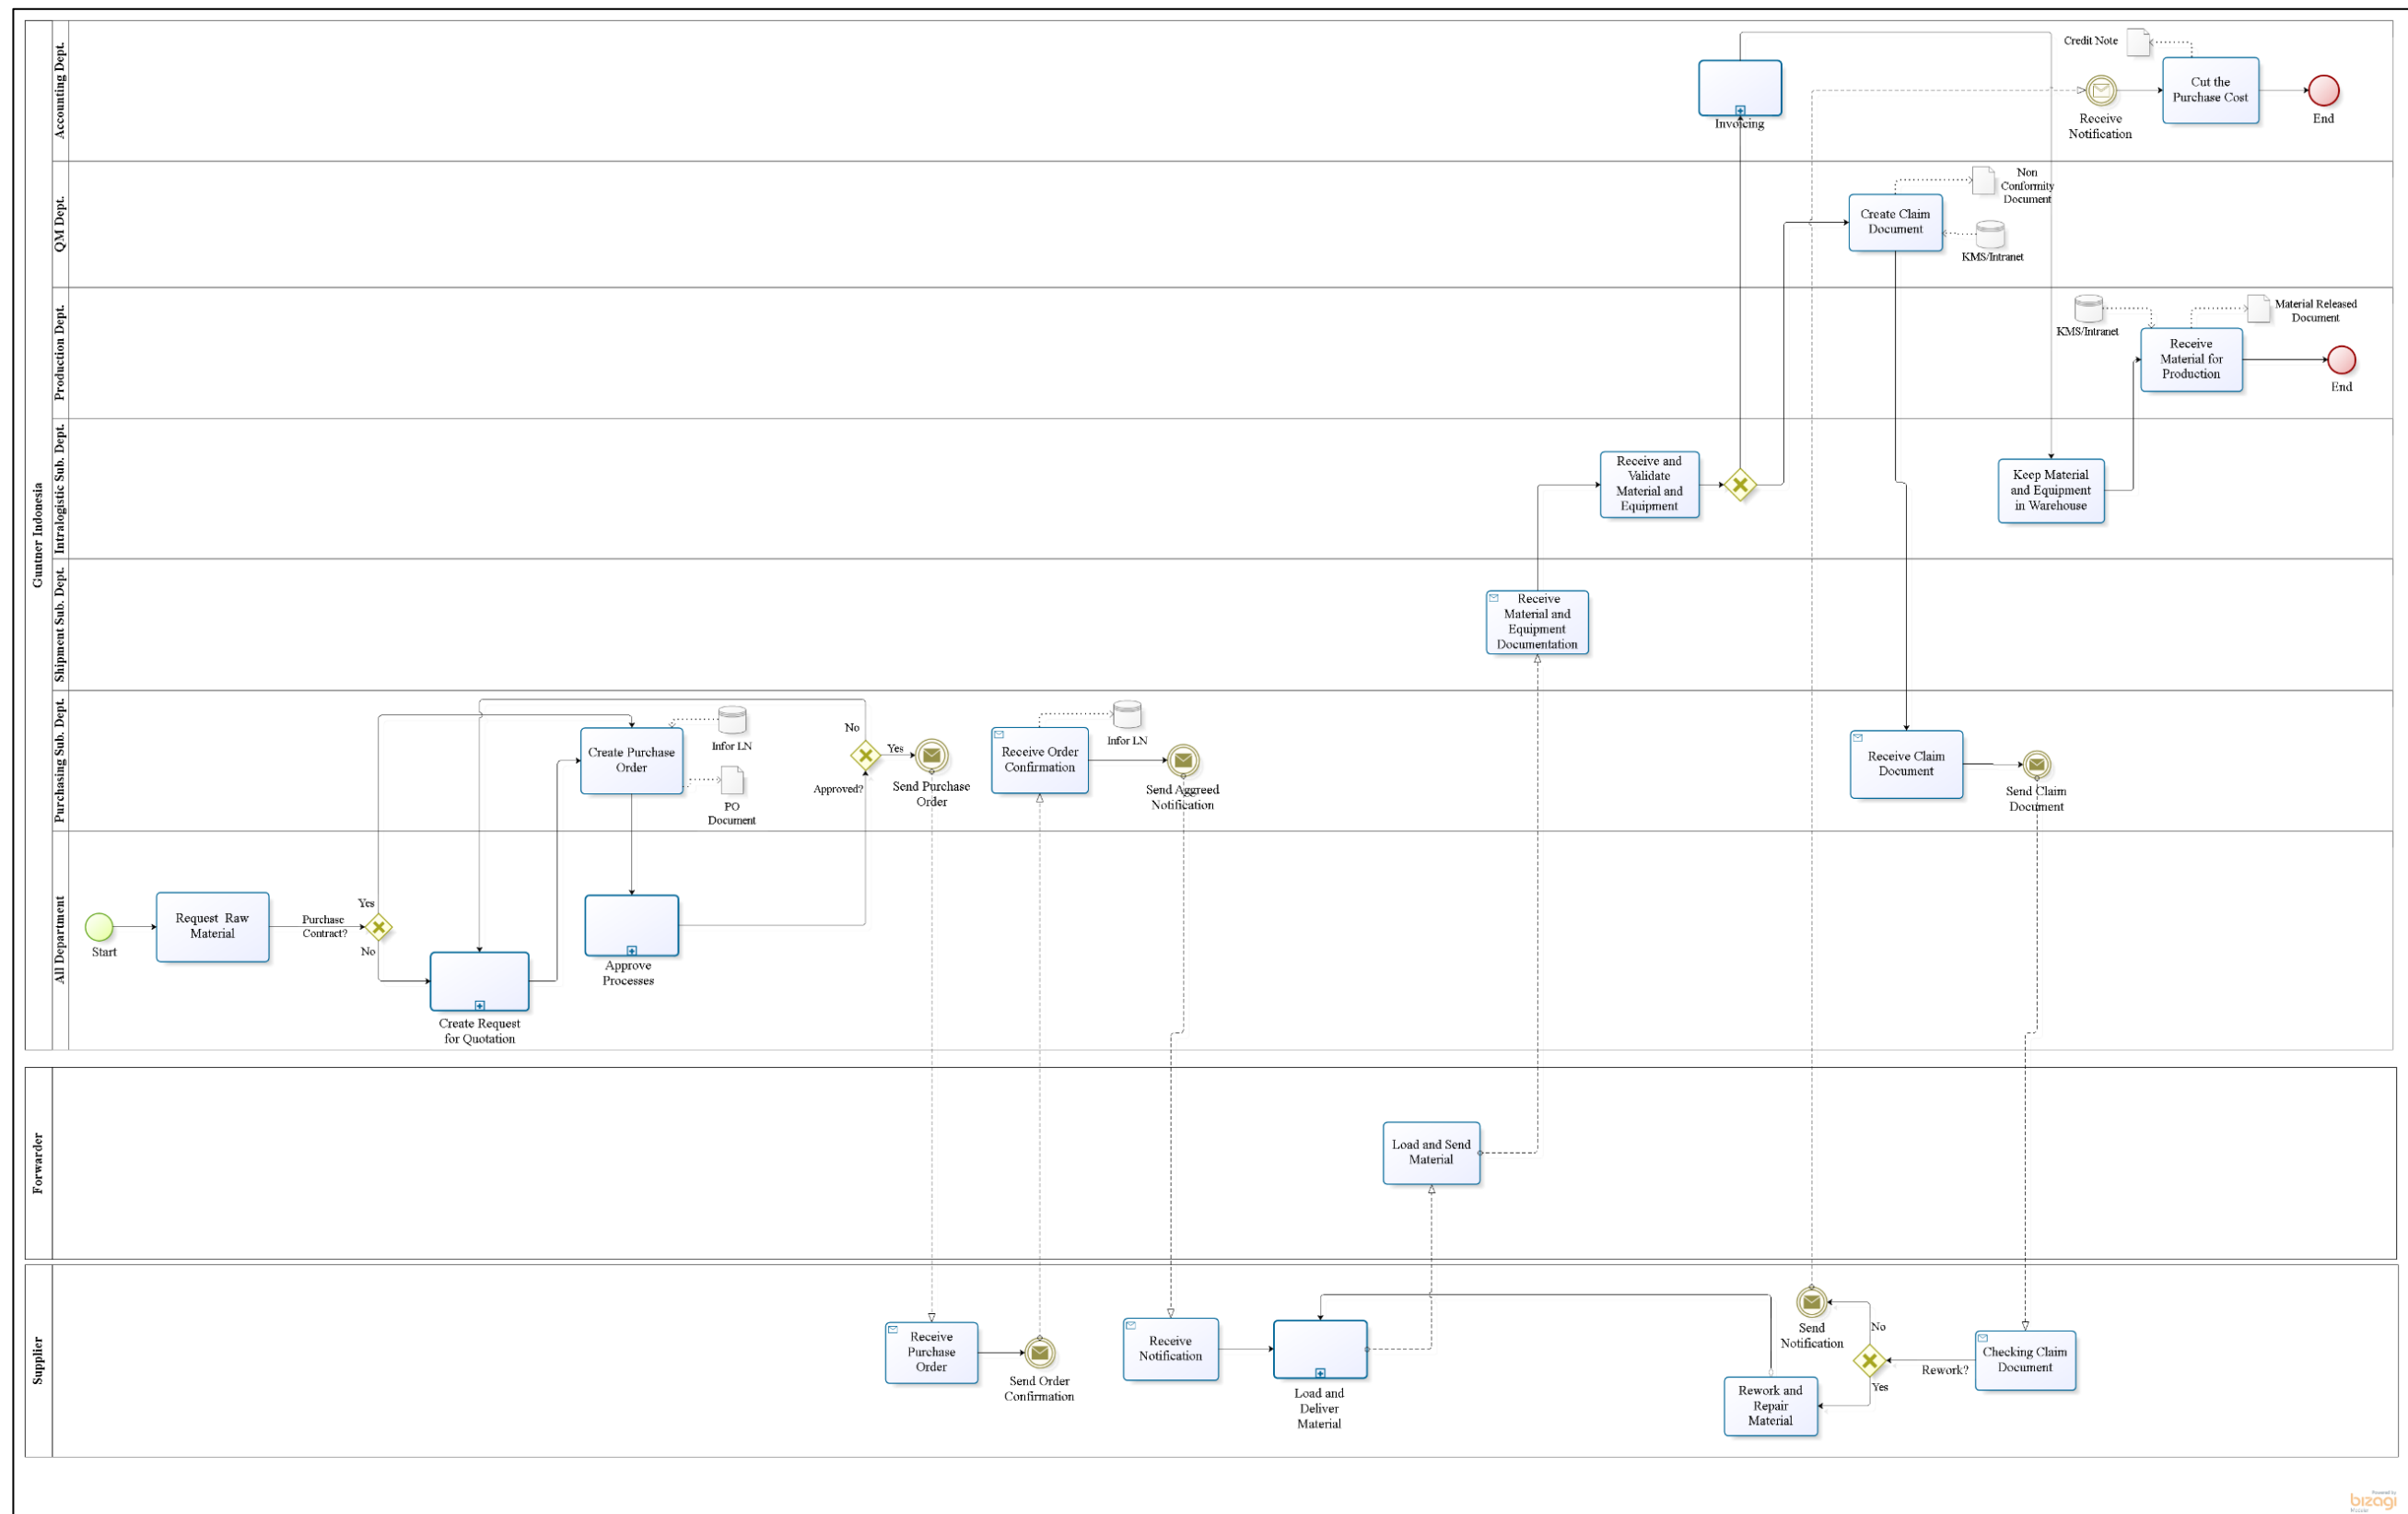 Guntner Indonesia
Accounting Dept.
Invoicing
Credit Note
Receive
Notification
Cut the
Purchase Cost
End
QM Dept.
Create Claim
Document
Non
Conformity
Document
KMS/Intranet
Production Dept.
KMS/Intranet
Receive
Material for
Production
Material Released
Document
End
Intralogistic Sub. Dept.
Receive and
Validate
Material and
Equipment
Keep Material
and Equipment
in Warehouse
Shipment Sub. Dept.
Receive
Material and
Equipment
Documentation
Purchasing Sub. Dept.
Create Purchase
Order
Infor LN
PO
Document
No
Approved?
Yes
Send Purchase
Order
Receive Order
Confirmation
Infor LN
Send Aggreed
Notification
Receive Claim
Document
Send Claim
Document
All Department
Start
Request Raw
Material
Purchase
Contract?
Yes
No
Create Request
for Quotation
Approve
Processes
Forwarder
Load and Send
Material
Supplier
Receive
Purchase
Order
Send Order
Confirmation
Receive
Notification
Load and
Deliver
Material
Send
Notification
No
Rework?
Yes
Rework and
Repair
Material
Checking Claim
Document
Powered by
bizagi
Modeler